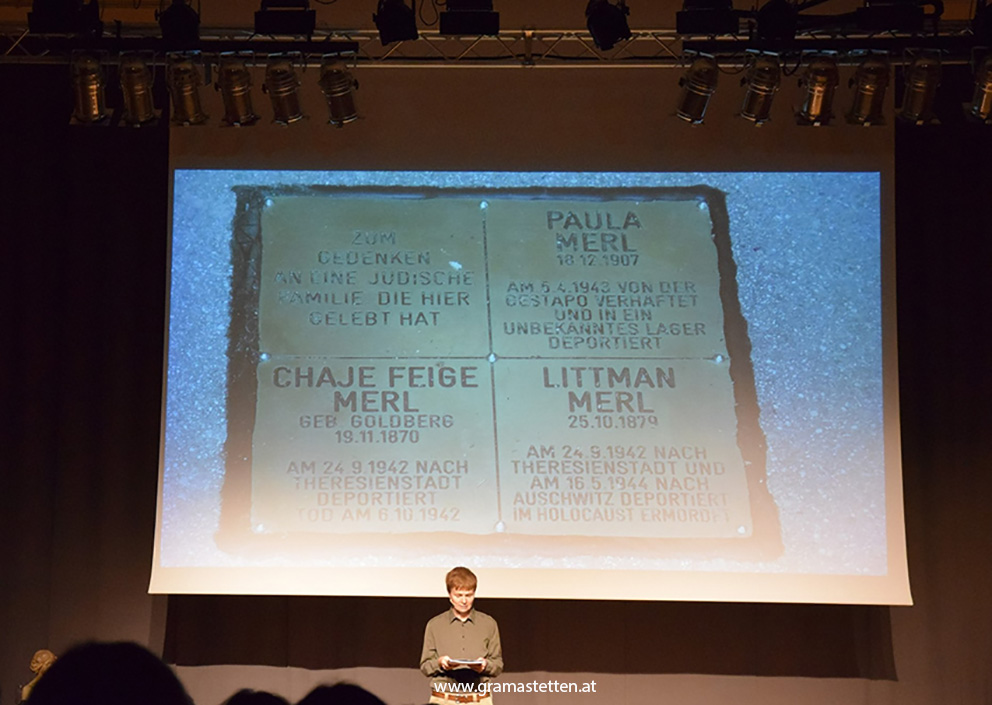 ZUM
GEDENKEN
AN EINE JÜDISCHE
FAMILIE DIE HIER
GELEBT HAT
PAULA
MERL
18.12.1907
AM 5.4.1943 VON DER
GESTAPO VERHAFTET
UND IN EIN
UNBEKANNTES LAGER
DEPORTIERT
CHAJE FEIGE
MERL
GEB. GOLDBERG
19.11.1870
AM 24.9.1942 NACH
THERESIENSTADT
DEPORTIERT
TOD AM 6.10.1942
LITTMAN
MERL
25.10.1879
AM 24.9.1942 NACH
THERESIENSTADT UND
AM 16.5.1944 NACH
AUSCHWITZ DEPORTIERT
IM HOLOCAUST ERMORDET
www.gramastetten.at